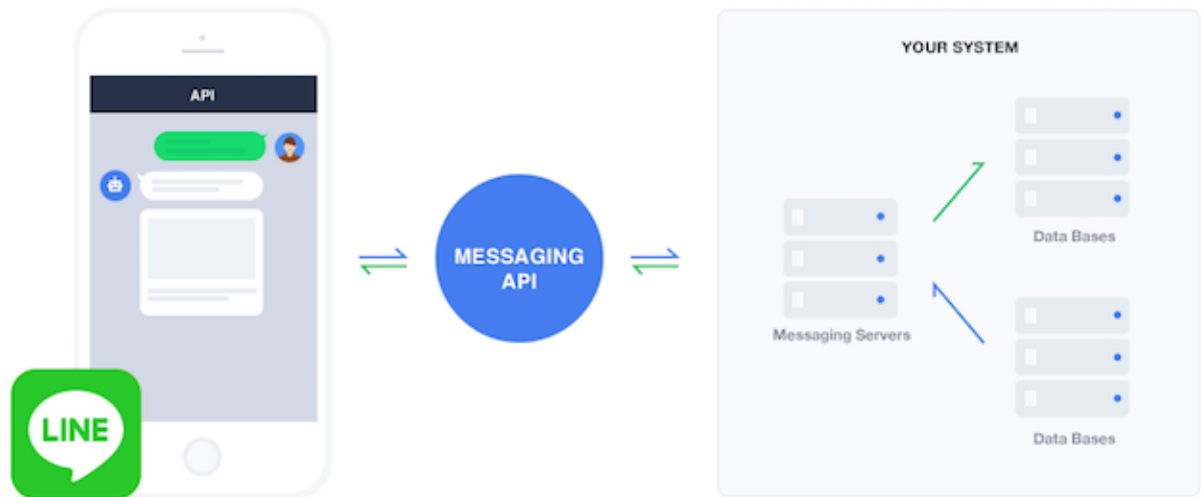 API
LINE
MESSAGING
API
YOUR SYSTEM
Messaging Servers
Data Bases
Data Bases